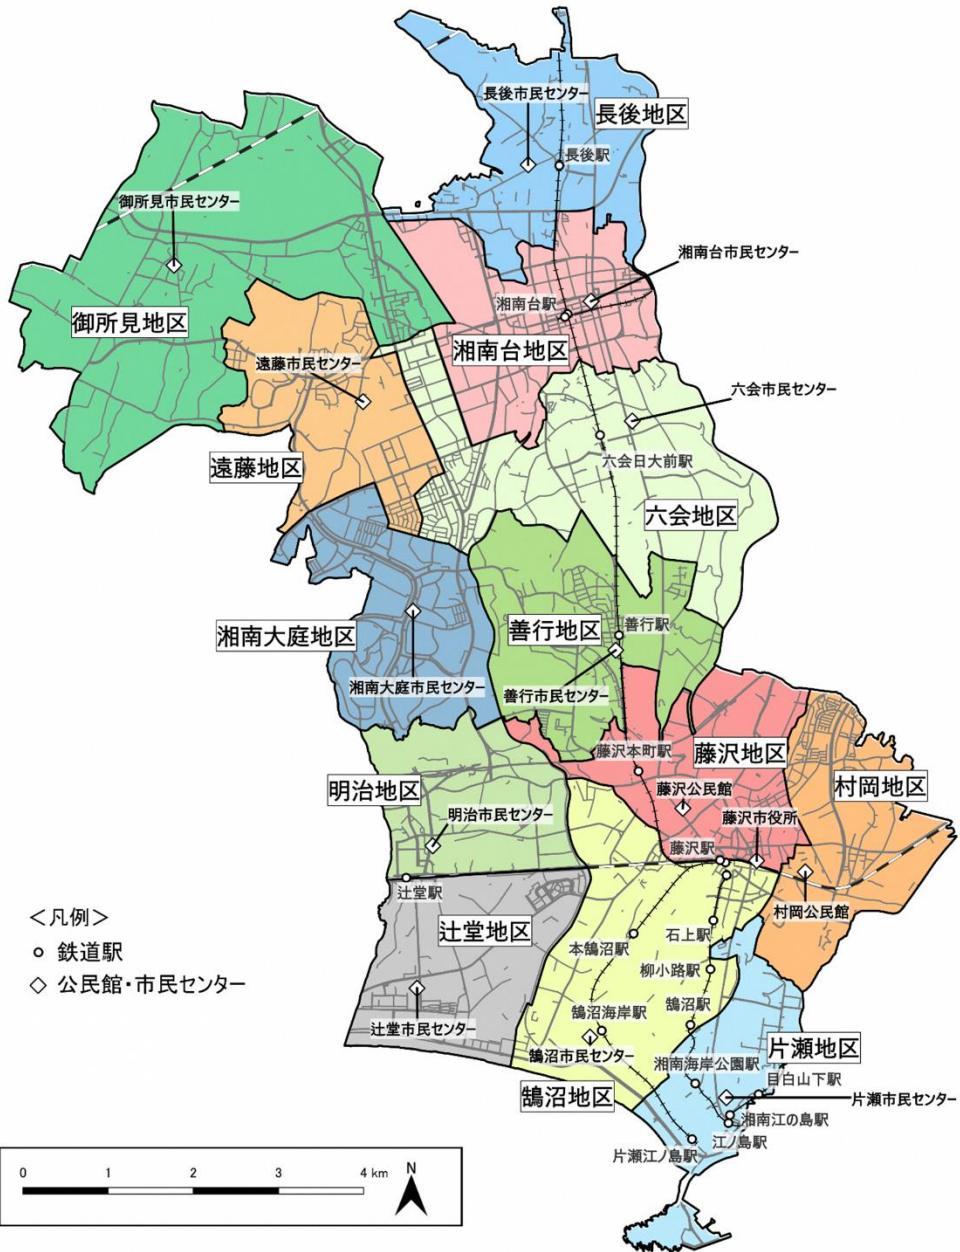 長後市民センター
長後地区
長後駅
御所見市民センター
湘南台市民センター
湘南台駅
御所見地区
湘南台地区
遠藤市民センター
六会市民センター
遠藤地区
六会日大前駅
六会地区
善行地区
善行駅
湘南大庭地区
湘南大庭市民センター
善行市民センター
藤沢本町駅
藤沢地区
明治地区
藤沢公民館
村岡地区
明治市民センター
藤沢市役所
藤沢駅
辻堂駅
村岡公民館
<凡例>
鉄道駅
公民館・市民センター
辻堂地区
石上駅
本鵠沼駅
柳小路駅
鵠沼駅
鵠沼海岸駅
辻堂市民センター
鵠沼市民センター
片瀬地区
湘南海岸公園駅
目白山下駅
鵠沼地区
片瀬市民センター
湘南江の島駅
江ノ島駅
片瀬江ノ島駅
0 1 2 3 4 km
N